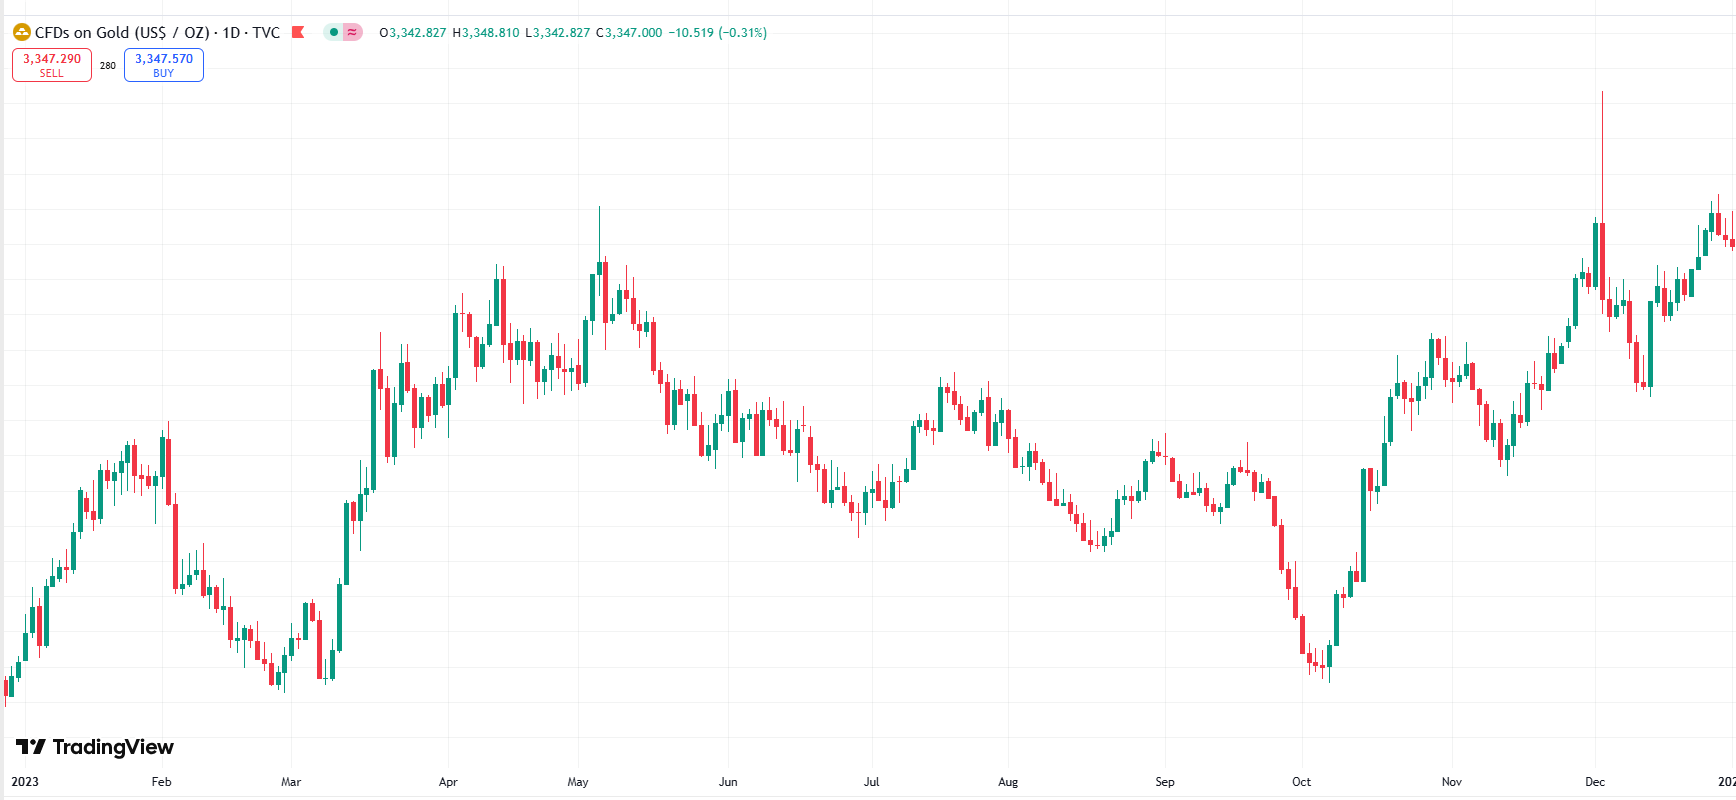 CFDs on Gold (US$ / OZ) · 1D · TVC O3,342.827 H3,348.810 L3,342.827 C3,347.000 −10.519 (−0.31%)
3,347.290 280 3,347.570
SELL BUY
TradingView
2023 Feb Mar Apr May Jun Jul Aug Sep Oct Nov Dec